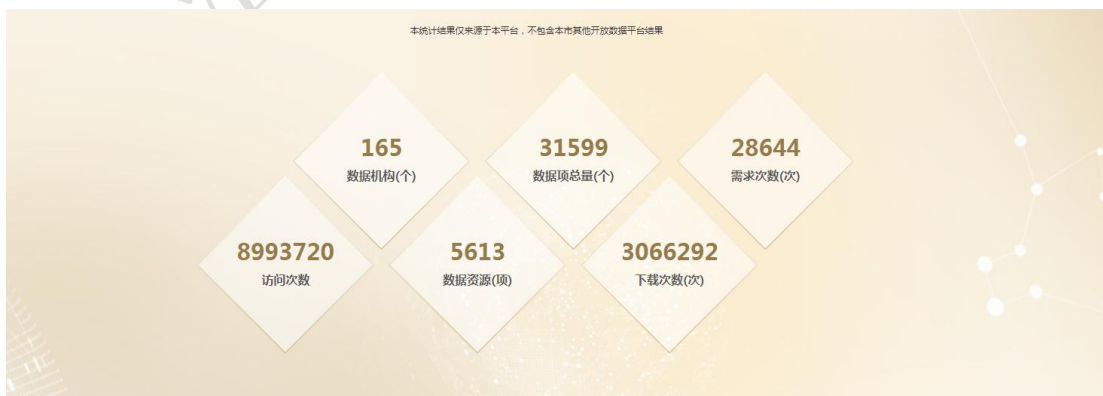 本统计结果仅来源于本平台，不包含本市其他开放数据平台结果
165
数据机构(个)
31599
数据项总量(个)
28644
需求次数(次)
8993720
访问次数
5613
数据资源(项)
3066292
下载次数(次)